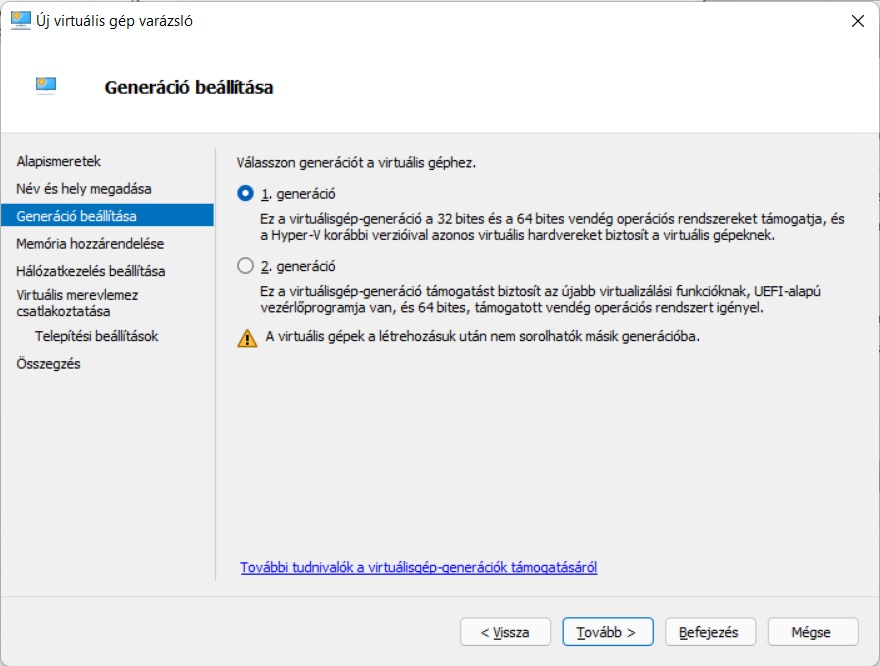 Új virtuális gép varázsló
Generáció beállítása
Alapismeretek
Név és hely megadása
Generáció beállítása
Memória hozzárendelése
Hálózatkezelés beállítása
Virtuális merevlemez
csatlakoztatása
Telepítési beállítások
Összegzés
Válasszon generációt a virtuális géphez.
1. generáció
Ez a virtuálisgép-generáció a 32 bites és a 64 bites vendég operációs rendszereket támogatja, és
a Hyper-V korábbi verzióival azonos virtuális hardvereket biztosít a virtuális gépeknek.
2. generáció
Ez a virtuálisgép-generáció támogatást biztosít az újabb virtualizálási funkcióknak, UEFI-alapú
vezérlőprogramja van, és 64 bites, támogatott vendég operációs rendszert igényel.
A virtuális gépek a létrehozásuk után nem sorolhatók másik generációba.
További tudnivalók a virtuálisgép-generációk támogatásáról
< Vissza
Tovább >
Befejezés
Mégse